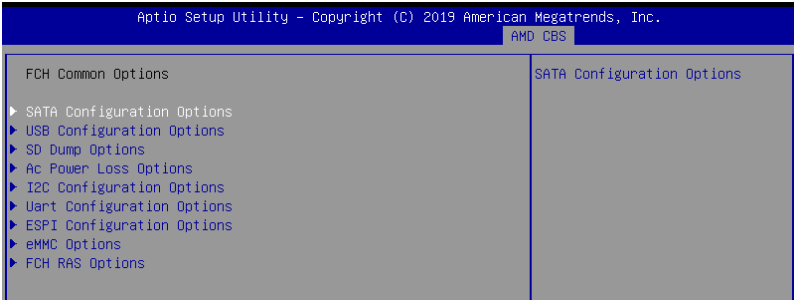 Aptio Setup Utility – Copyright (C) 2019 American Megatrends, Inc.
AMD CBS
FCH Common Options
SATA Configuration Options
SATA Configuration Options
USB Configuration Options
SD Dump Options
Ac Power Loss Options
I2C Configuration Options
Uart Configuration Options
ESPI Configuration Options
eMMC Options
FCH RAS Options